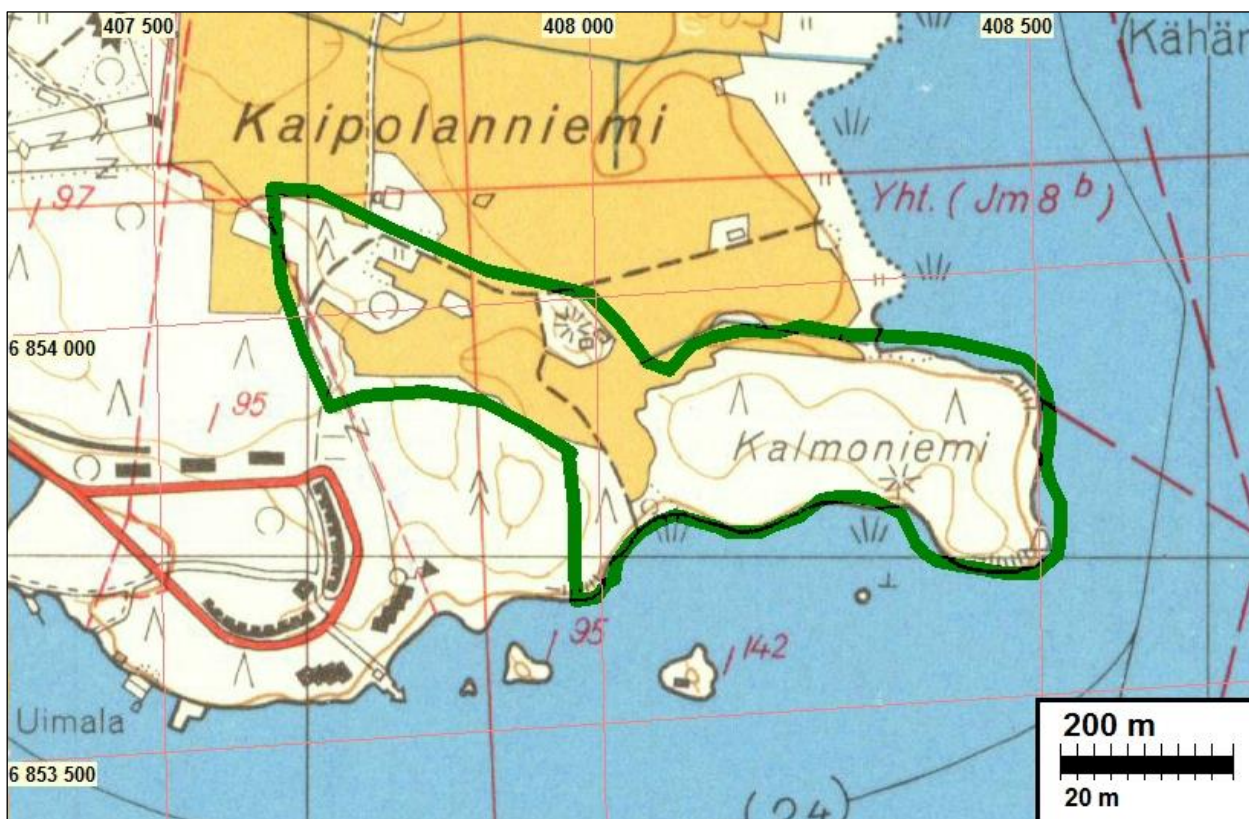 407 500
408 000
408 500
Kähär
Kaipolanniemi
97
Yht. (Jm 8 b)
6 854 000
95
Kalmoniemi
95
142
Uimala
200 m
6 853 500
20 m
(24)